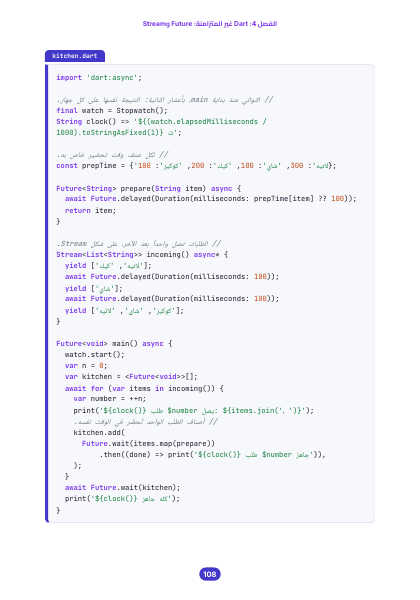 الفصل 4: Dart غير المتزامنة: Future وStream
kitchen.dart
import 'dart:async';
// الثواني منذ بداية main، بأعشار الثانية: النتيجة نفسها على كل جهاز.
final watch = Stopwatch();
String clock() => '${(watch.elapsedMilliseconds /
1000).toStringAsFixed(1)} ث';
// لكل صنف وقت تحضير خاص به.
const prepTime = {'لاتيه': 300, 'شاي': 100, 'كيك': 200, 'كوكيز': 100};
Future<String> prepare(String item) async {
await Future.delayed(Duration(milliseconds: prepTime[item] ?? 100));
return item;
}
// الطلبات تصل واحداً بعد الآخر: على شكل Stream.
Stream<List<String>> incoming() async* {
yield ['لاتيه', 'كيك'];
await Future.delayed(Duration(milliseconds: 100));
yield ['شاي'];
await Future.delayed(Duration(milliseconds: 100));
yield ['كوكيز', 'شاي', 'لاتيه'];
}
Future<void> main() async {
watch.start();
var n = 0;
var kitchen = <Future<void>>[];
await for (var items in incoming()) {
var number = ++n;
print('${clock()} طلب $number يصل: ${items.join('، ')}');
// أصناف الطلب الواحد تُحضَّر في الوقت نفسه.
kitchen.add(
Future.wait(items.map(prepare))
.then((done) => print('${clock()} طلب $number جاهز')),
);
}
await Future.wait(kitchen);
print('${clock()} كله جاهز');
}
108